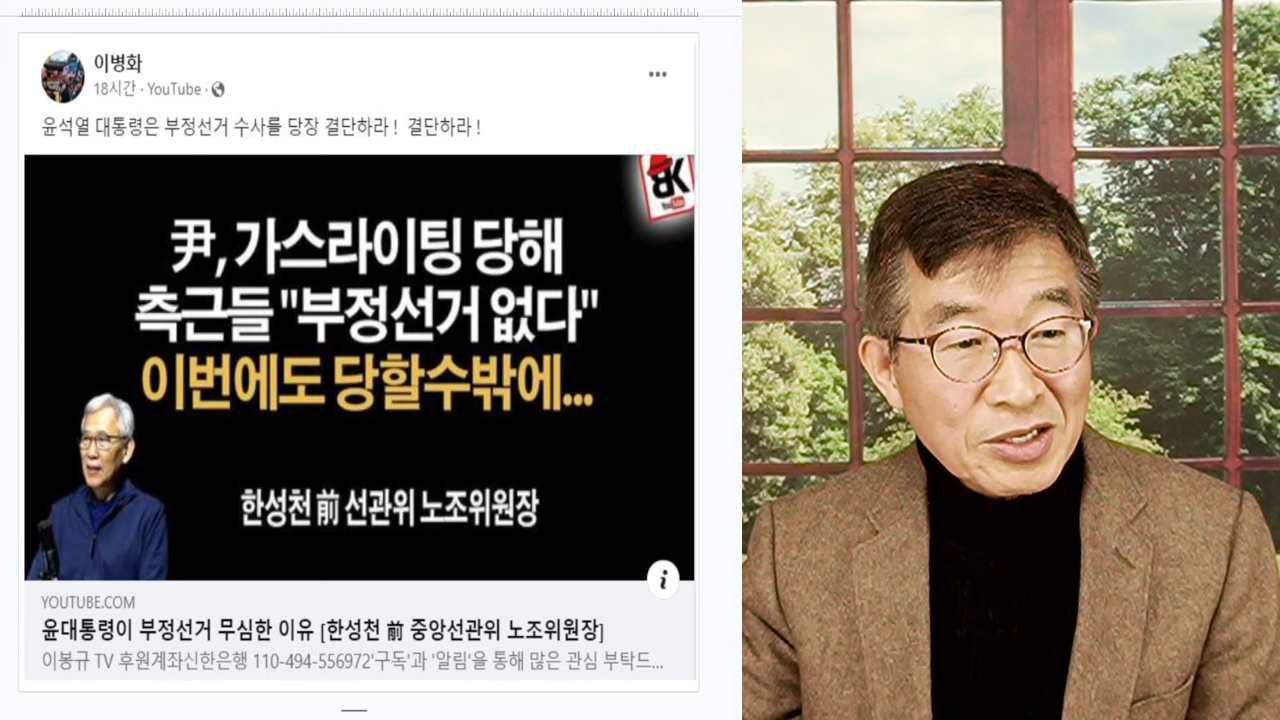 이병화
18시간 · YouTube ·
윤석열 대통령은 부정선거 수사를 당장 결단하라 ! 결단하라 !
BK
YouTube
尹, 가스라이팅 당해
측근들 "부정선거 없다"
이번에도 당할수밖에...
한성천 前 선관위 노조위원장
YOUTUBE.COM
윤대통령이 부정선거 무심한 이유 [한성천 前 중앙선관위 노조위원장]
이봉규 TV 후원계좌신한은행 110-494-556972'구독'과 '알림'을 통해 많은 관심 부탁드...